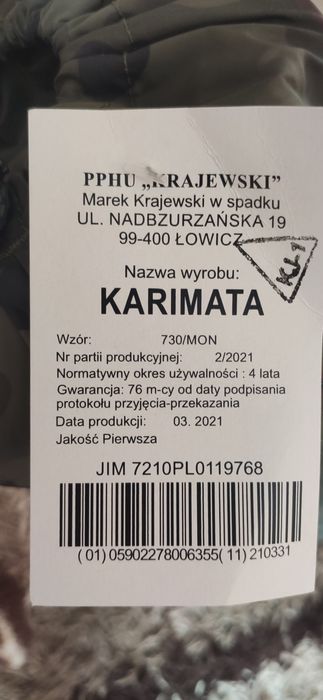 PPHU „KRAJEWSKI”
Marek Krajewski w spadku
UL. NADBZURZAŃSKA 19
99-400 ŁOWICZ
Nazwa wyrobu:
KARIMATA
Wzór: 730/MON
Nr partii produkcyjnej: 2/2021
Normatywny okres używalności : 4 lata
Gwarancja: 76 m-cy od daty podpisania
protokołu przyjęcia-przekazania
Data produkcji: 03. 2021
Jakość Pierwsza
JIM 7210PL0119768
(01)05902278006355(11)210331